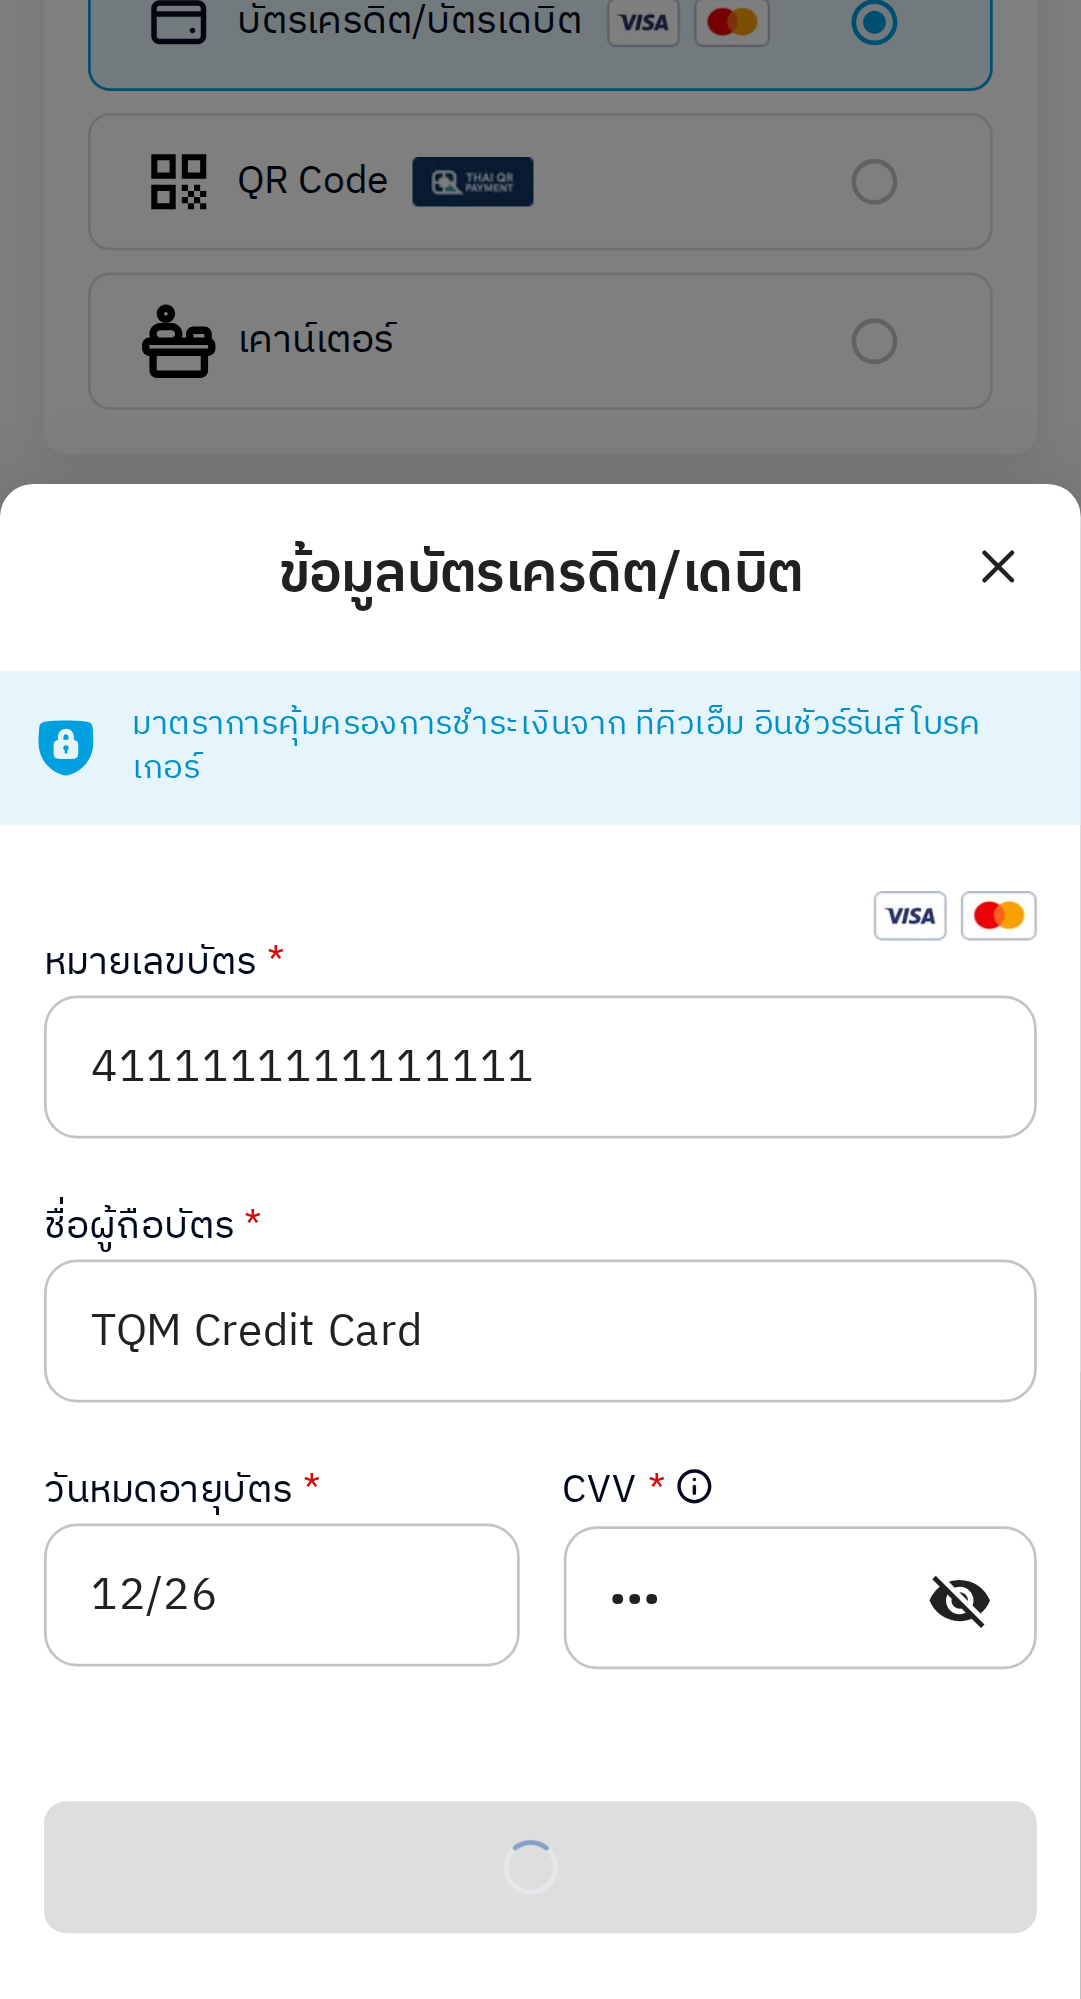 บัตรเครดิต/บัตรเดบิต VISA
QR Code THAI QR PAYMENT
เคาน์เตอร์
ข้อมูลบัตรเครดิต/เดบิต
มาตราการคุ้มครองการชำระเงินจาก ทีคิวเอ็ม อินชัวร์รันส์ โบรค
เกอร์
VISA
หมายเลขบัตร *
4111111111111111
ชื่อผู้ถือบัตร *
TQM Credit Card
วันหมดอายุบัตร * CVV *
12/26 •••